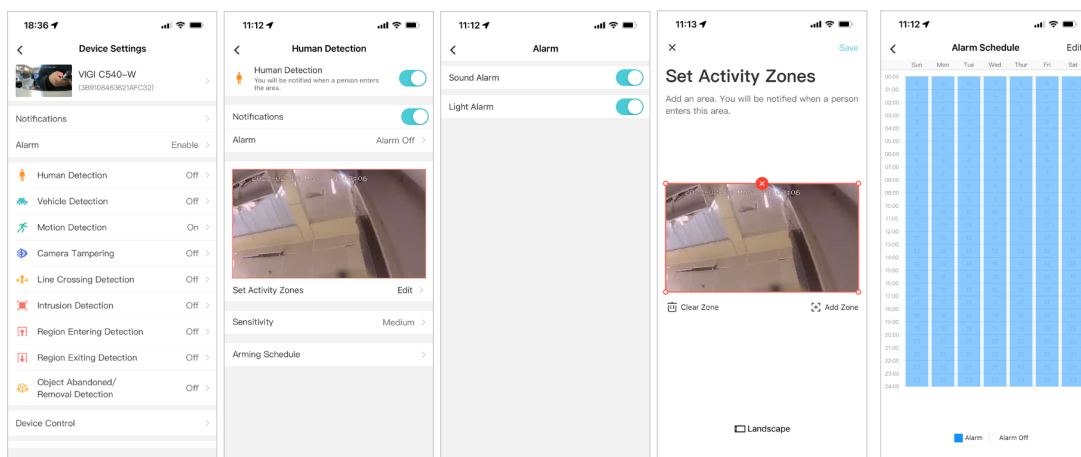 18:36
Device Settings
VIGI C540-W
(3B9108463621AFC32)
Notifications
Alarm Enable
Human Detection Off
Vehicle Detection Off
Motion Detection On
Camera Tampering Off
Line Crossing Detection Off
Intrusion Detection Off
Region Entering Detection Off
Region Exiting Detection Off
Object Abandoned/
Removal Detection Off
Device Control
11:12
Human Detection
Human Detection
You will be notified when a person enters
the area.
Notifications
Alarm Alarm Off
Set Activity Zones Edit
Sensitivity Medium
Arming Schedule
11:12
Alarm
Sound Alarm
Light Alarm
11:13
Save
Set Activity Zones
Add an area. You will be notified when a person
enters this area.
Clear Zone Add Zone
Landscape
11:12
Alarm Schedule Edit
Sun Mon Tue Wed Thur Fri Sat
00:00
01:00
02:00
03:00
04:00
05:00
06:00
07:00
08:00
09:00
10:00
11:00
12:00
13:00
14:00
15:00
16:00
17:00
18:00
19:00
20:00
21:00
22:00
23:00
24:00
Alarm Alarm Off